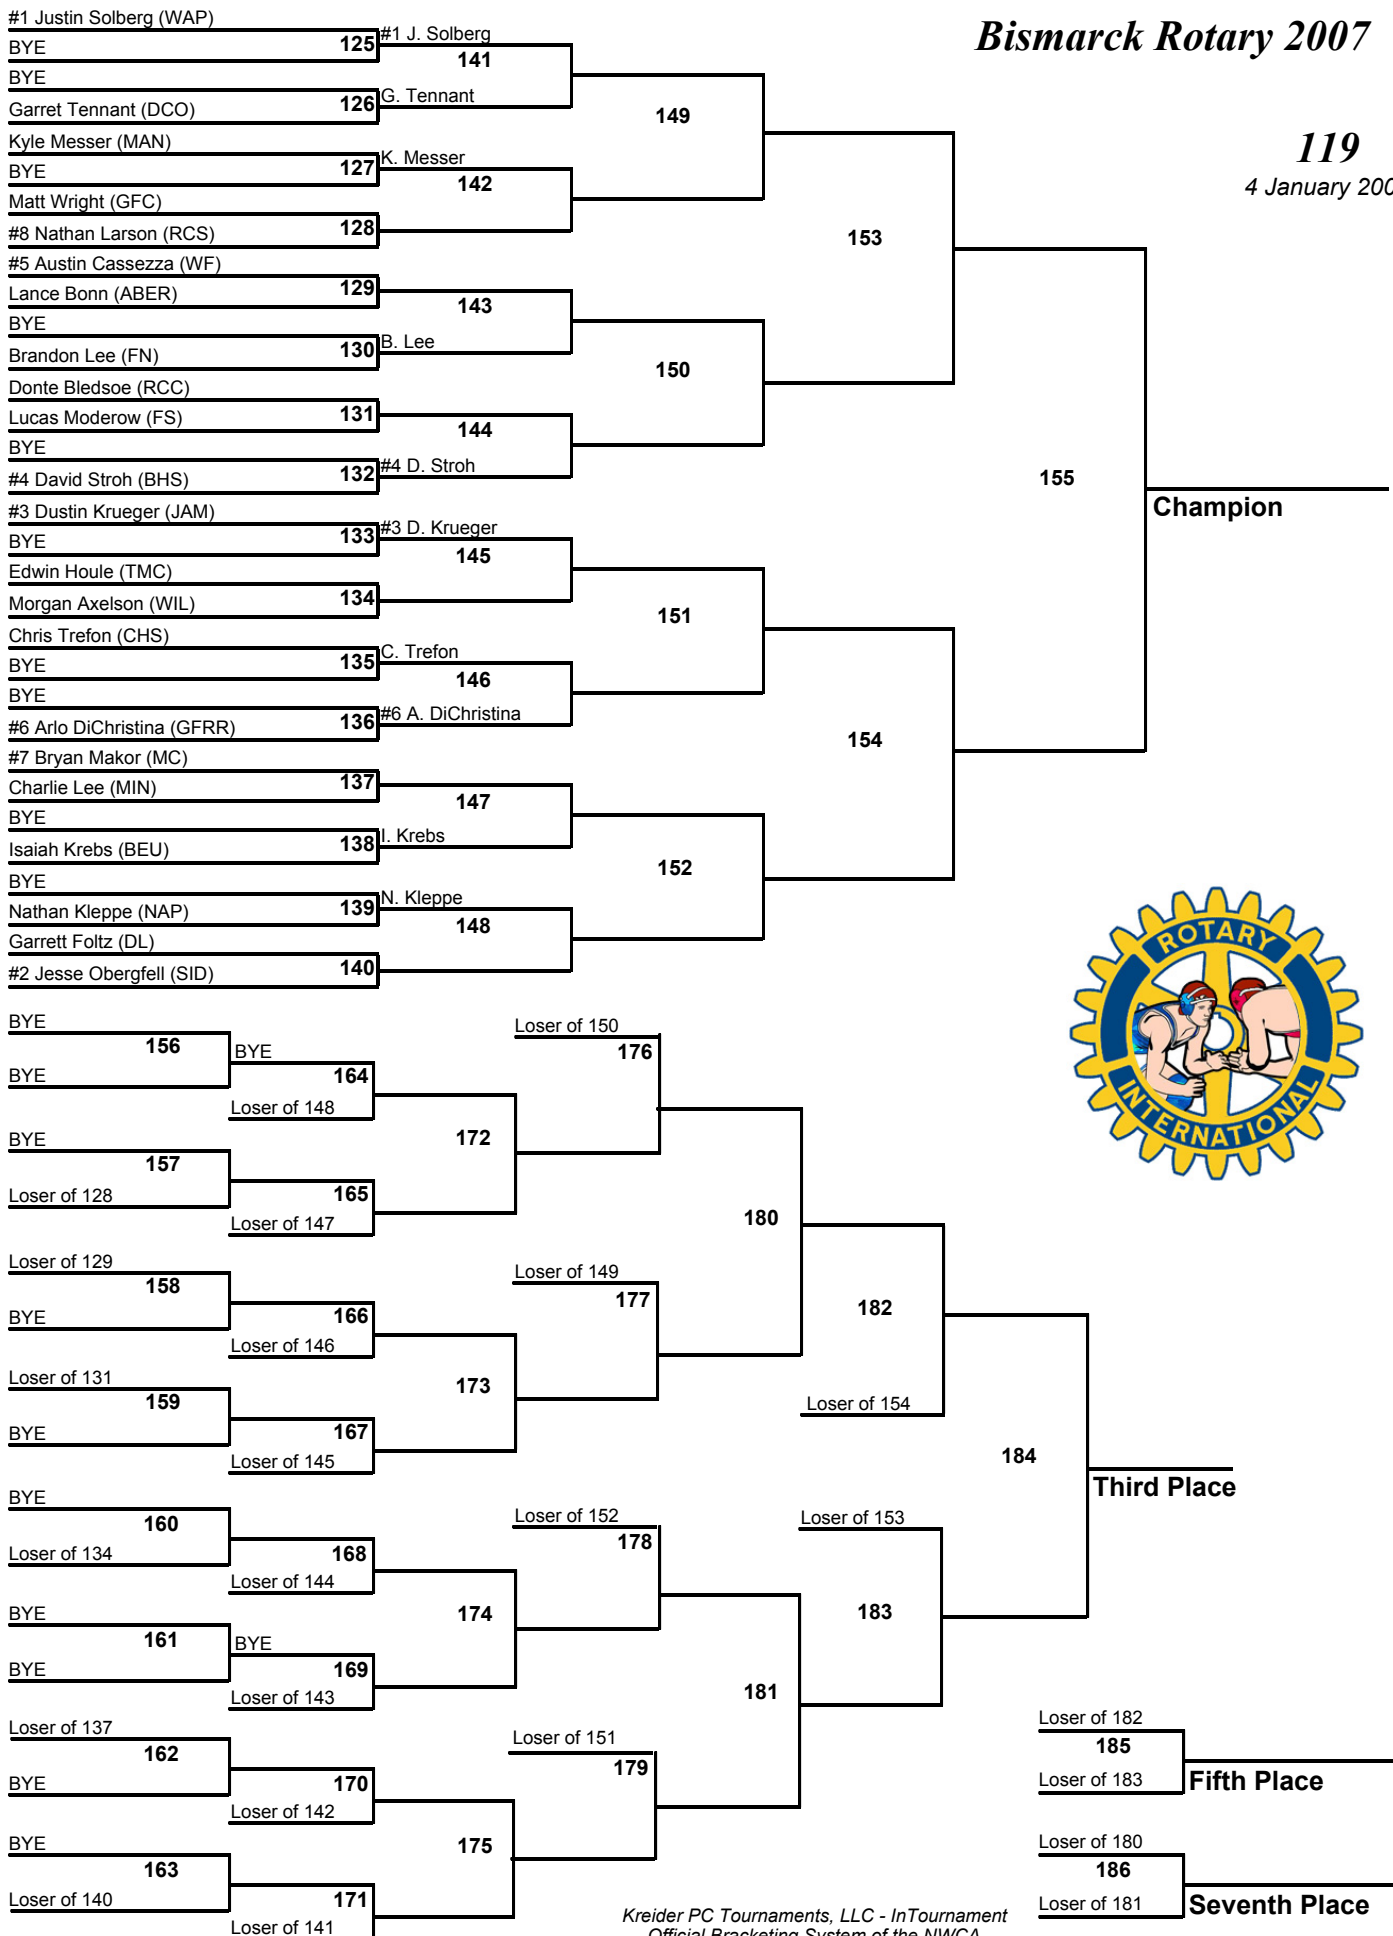 Bismarck Rotary 2007
119
4 January 200
#1 Justin Solberg (WAP)
BYE
125
#1 J. Solberg
141
BYE
Garret Tennant (DCO)
126
G. Tennant
149
Kyle Messer (MAN)
BYE
127
K. Messer
142
Matt Wright (GFC)
#8 Nathan Larson (RCS)
128
153
#5 Austin Cassezza (WF)
Lance Bonn (ABER)
129
143
BYE
Brandon Lee (FN)
130
B. Lee
150
Donte Bledsoe (RCC)
Lucas Moderow (FS)
131
144
BYE
#4 David Stroh (BHS)
132
#4 D. Stroh
155
Champion
#3 Dustin Krueger (JAM)
BYE
133
#3 D. Krueger
145
Edwin Houle (TMC)
Morgan Axelson (WIL)
134
151
Chris Trefon (CHS)
BYE
135
C. Trefon
146
BYE
#6 Arlo DiChristina (GFRR)
136
#6 A. DiChristina
154
#7 Bryan Makor (MC)
Charlie Lee (MIN)
137
147
BYE
Isaiah Krebs (BEU)
138
I. Krebs
152
BYE
Nathan Kleppe (NAP)
139
N. Kleppe
148
Garrett Foltz (DL)
#2 Jesse Obergfell (SID)
140
ROTARY
INTERNATIONAL
BYE
156
BYE
BYE
164
Loser of 148
172
Loser of 150
176
BYE
157
Loser of 128
165
Loser of 147
180
Loser of 129
158
BYE
166
Loser of 146
Loser of 149
177
182
Loser of 131
159
BYE
167
Loser of 145
173
Loser of 154
184
Third Place
BYE
160
Loser of 134
168
Loser of 144
Loser of 152
178
Loser of 153
174
183
BYE
161
BYE
BYE
169
Loser of 143
181
Loser of 137
162
BYE
170
Loser of 142
Loser of 151
179
175
BYE
163
Loser of 140
171
Loser of 141
Loser of 182
185
Loser of 183
Fifth Place
Loser of 180
186
Loser of 181
Seventh Place
Kreider PC Tournaments, LLC - InTournament
Official Bracketing System of the NWCA